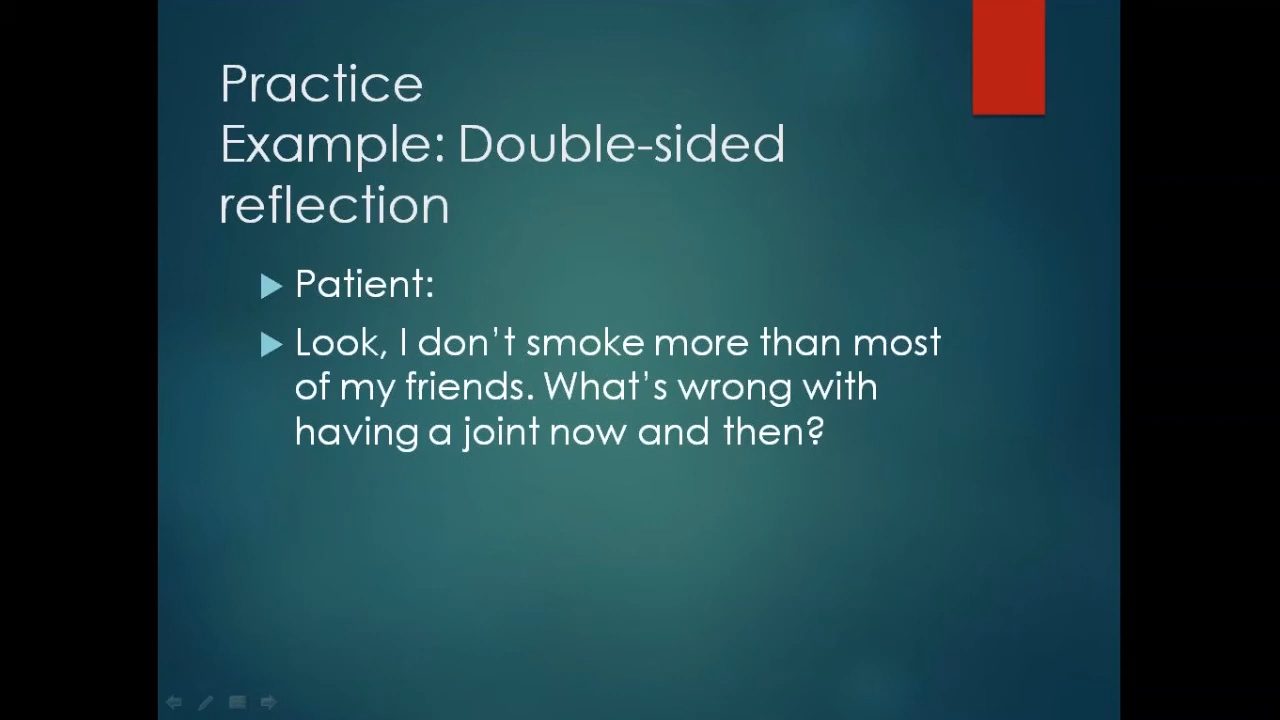 Practice
Example: Double-sided
reflection
Patient:
Look, I don’t smoke more than most
of my friends. What’s wrong with
having a joint now and then?